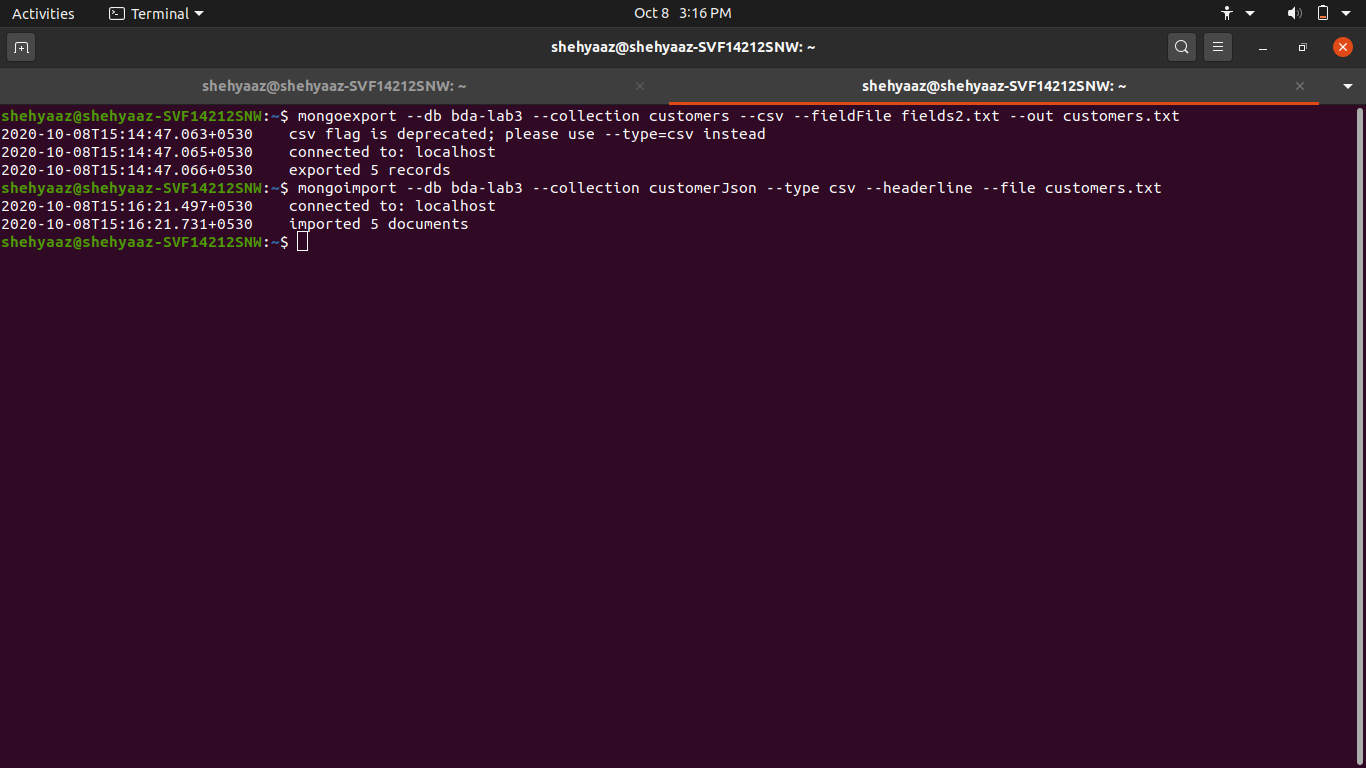 Activities Terminal Oct 8 3:16 PM
shehyaaz@shehyaaz-SVF14212SNW: ~
shehyaaz@shehyaaz-SVF14212SNW: ~ shehyaaz@shehyaaz-SVF14212SNW: ~
shehyaaz@shehyaaz-SVF14212SNW:~$ mongoexport --db bda-lab3 --collection customers --csv --fieldFile fields2.txt --out customers.txt
2020-10-08T15:14:47.063+0530    csv flag is deprecated; please use --type=csv instead
2020-10-08T15:14:47.065+0530    connected to: localhost
2020-10-08T15:14:47.066+0530    exported 5 records
shehyaaz@shehyaaz-SVF14212SNW:~$ mongoimport --db bda-lab3 --collection customerJson --type csv --headerline --file customers.txt
2020-10-08T15:16:21.497+0530    connected to: localhost
2020-10-08T15:16:21.731+0530    imported 5 documents
shehyaaz@shehyaaz-SVF14212SNW:~$